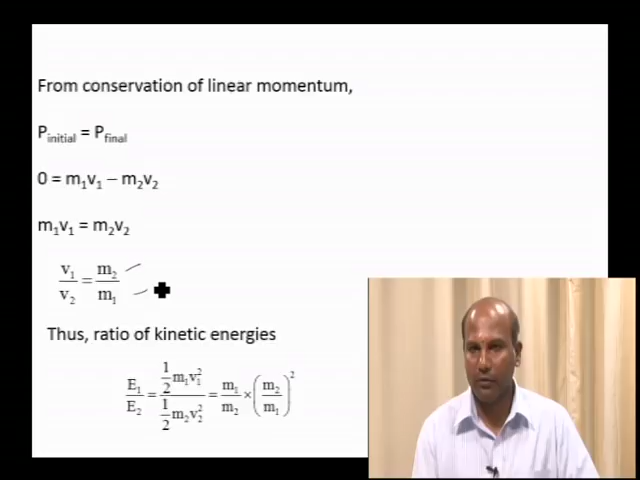 From conservation of linear momentum,
P_initial = P_final
0 = m₁v₁ – m₂v₂
m₁v₁ = m₂v₂
v₁/v₂ = m₂/m₁
Thus, ratio of kinetic energies
E₁/E₂ = (1/2 m₁v₁²)/(1/2 m₂v₂²) = m₁/m₂ × (m₂/m₁)²